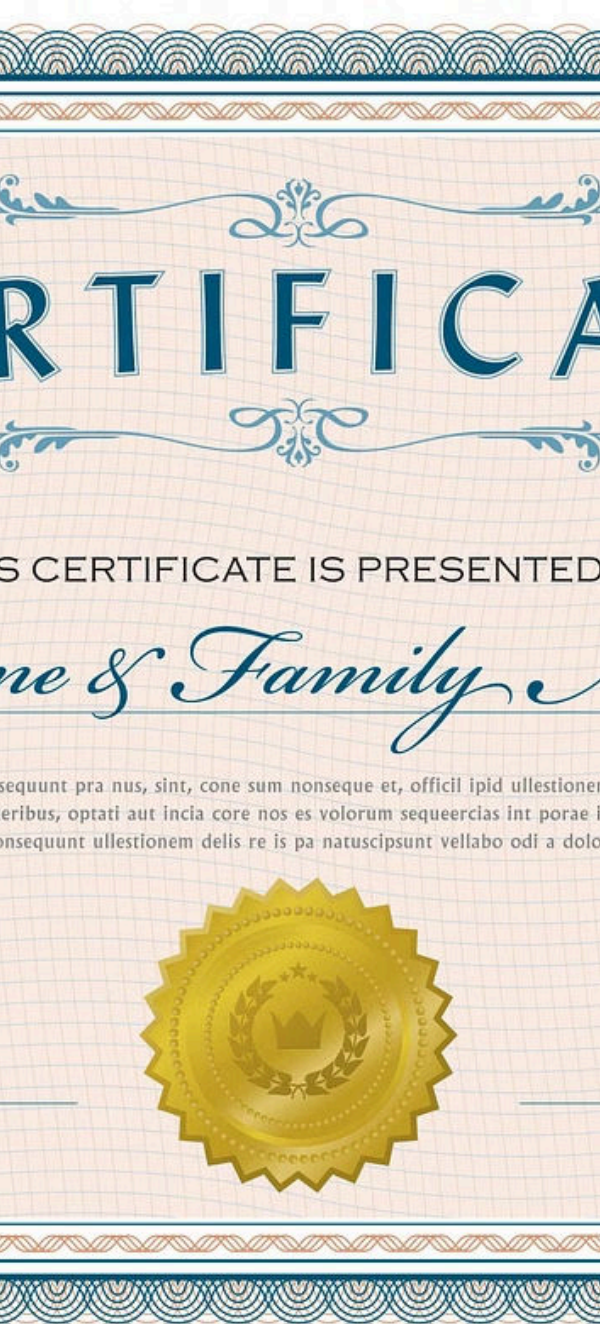 RTIFICA
S CERTIFICATE IS PRESENTED
ne & Family
sequunt pra nus, sint, cone sum nonseque et, officil ipid ullestioner
eribus, optati aut incia core nos es volorum sequeercias int porae i
onsequunt ullestionem delis re is pa natuscipsunt vellabo odi a dolo